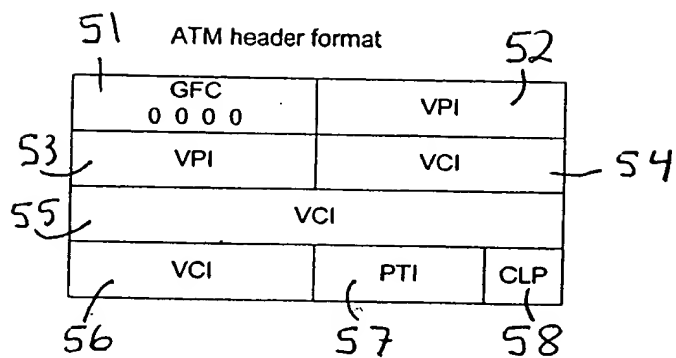 51 ATM header format 52
GFC
0 0 0 0
VPI
53 VPI VCI 54
55 VCI
VCI PTI CLP
56 57 58